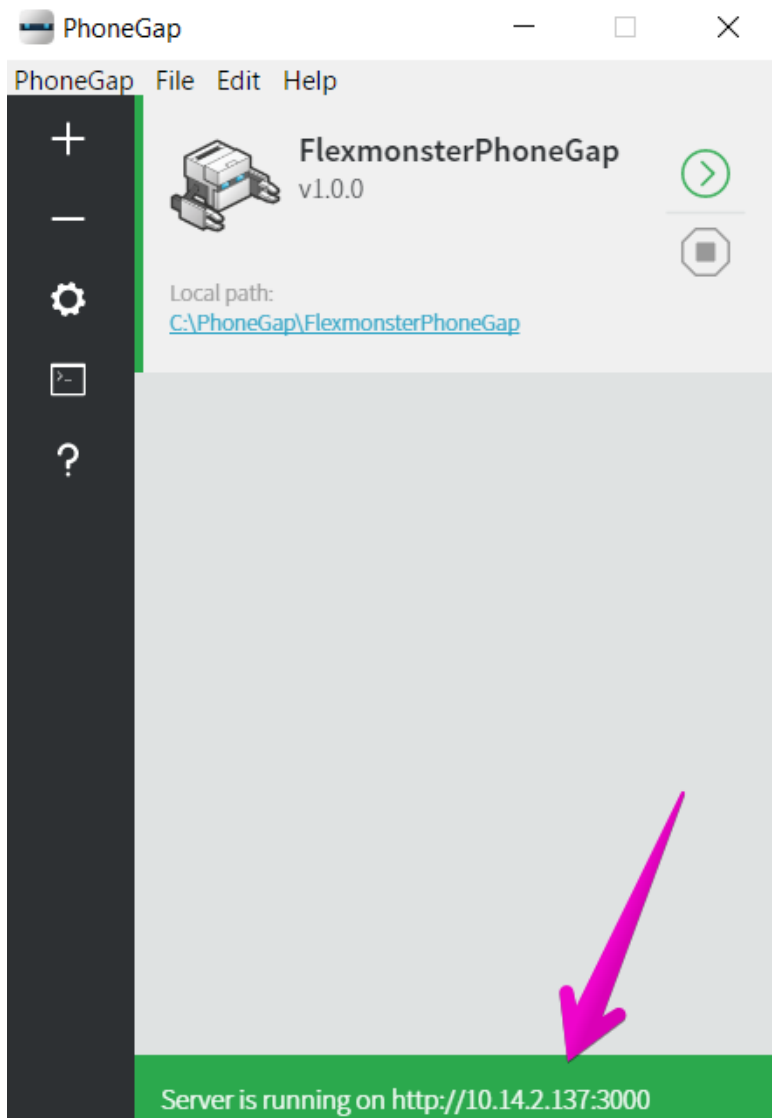 PhoneGap
PhoneGap File Edit Help
FlexmonsterPhoneGap
v1.0.0
Local path:
C:\PhoneGap\FlexmonsterPhoneGap
Server is running on http://10.14.2.137:3000